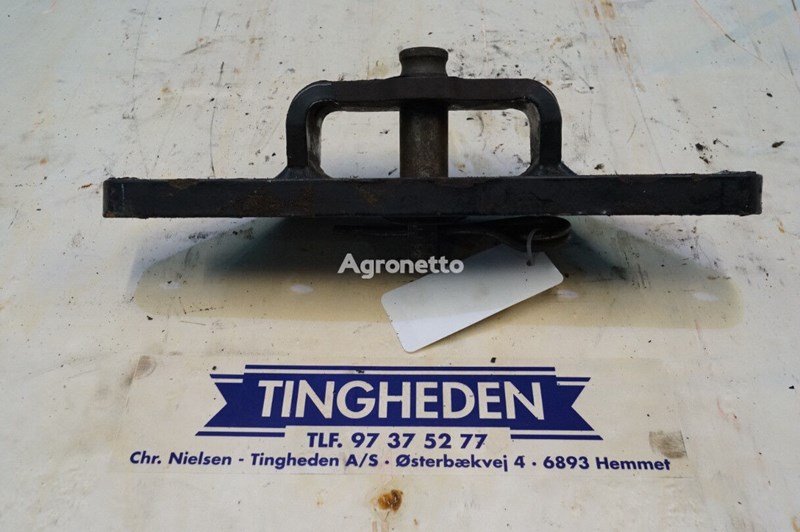 Agronetto
TINGHEDEN
TLF. 97 37 52 77
Chr. Nielsen - Tingheden A/S · Østerbækvej 4 · 6893 Hemmet